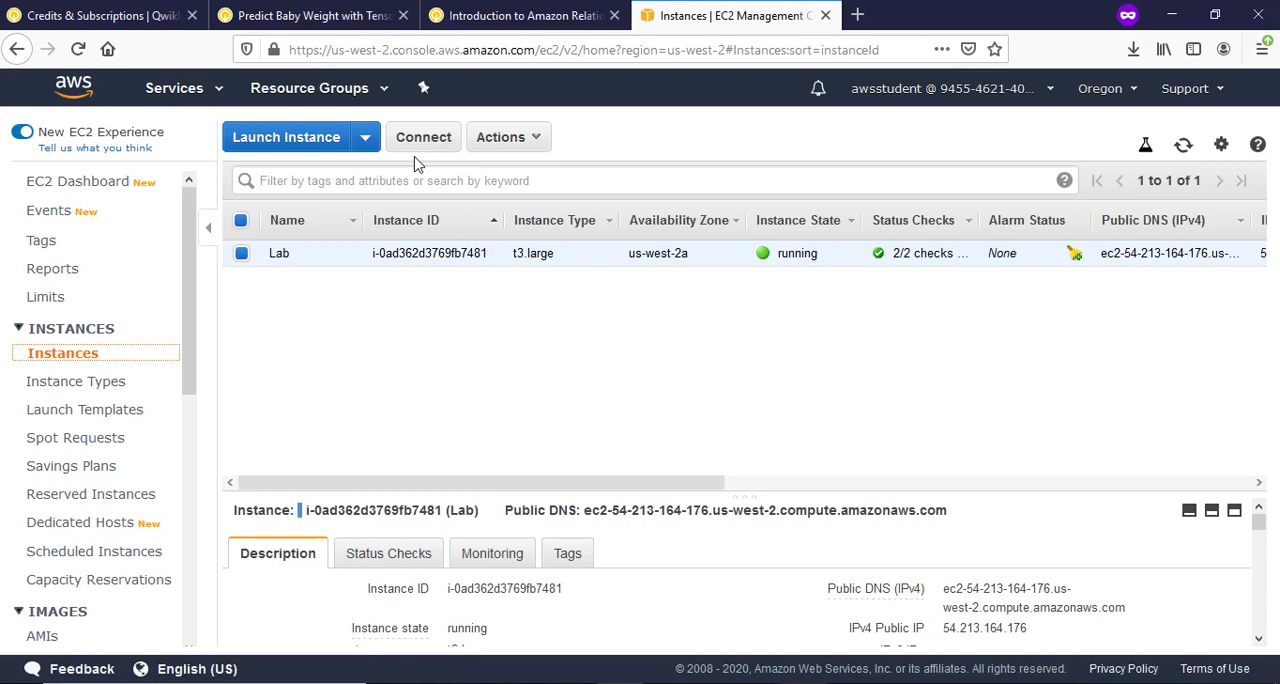 Credits & Subscriptions | Qwikl
Predict Baby Weight with Tens
Introduction to Amazon Relatio
Instances | EC2 Management C
https://us-west-2.console.aws.amazon.com/ec2/v2/home?region=us-west-2#Instances:sort=instanceId
aws
Services
Resource Groups
awsstudent @ 9455-4621-40...
Oregon
Support
New EC2 Experience
Tell us what you think
Launch Instance
Connect
Actions
Filter by tags and attributes or search by keyword
1 to 1 of 1
EC2 Dashboard New
Events New
Tags
Reports
Limits
INSTANCES
Instances
Instance Types
Launch Templates
Spot Requests
Savings Plans
Reserved Instances
Dedicated Hosts New
Scheduled Instances
Capacity Reservations
IMAGES
AMIs
Name Instance ID Instance Type Availability Zone Instance State Status Checks Alarm Status Public DNS (IPv4)
Lab i-0ad362d3769fb7481 t3.large us-west-2a running 2/2 checks ... None ec2-54-213-164-176.us-... 5
Instance: i-0ad362d3769fb7481 (Lab) Public DNS: ec2-54-213-164-176.us-west-2.compute.amazonaws.com
Description Status Checks Monitoring Tags
Instance ID i-0ad362d3769fb7481
Public DNS (IPv4) ec2-54-213-164-176.us-
west-2.compute.amazonaws.com
Instance state running
IPv4 Public IP 54.213.164.176
Feedback
English (US)
© 2008 - 2020, Amazon Web Services, Inc. or its affiliates. All rights reserved.
Privacy Policy
Terms of Use